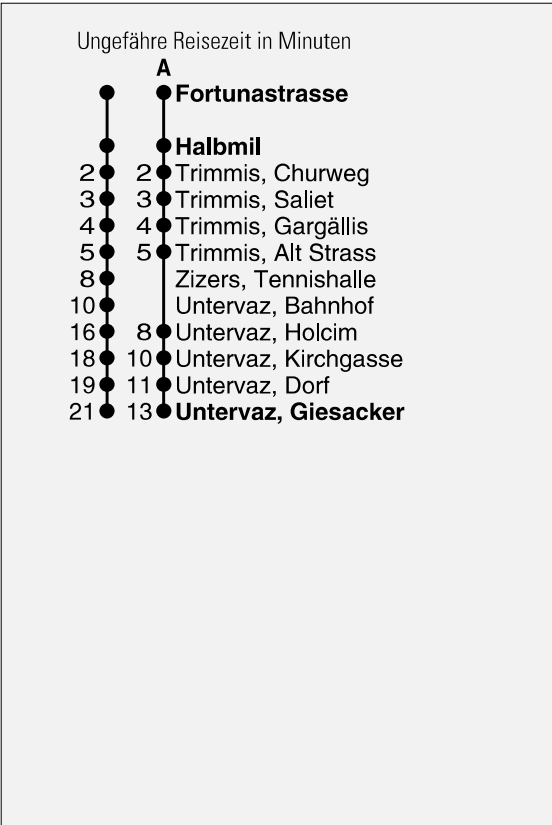 Ungefähre Reisezeit in Minuten
A
Fortunastrasse
Halbmil
2 2 Trimmis, Churweg
3 3 Trimmis, Saliet
4 4 Trimmis, Gargällis
5 5 Trimmis, Alt Strass
8 Zizers, Tennishalle
10 Untervaz, Bahnhof
16 8 Untervaz, Holcim
18 10 Untervaz, Kirchgasse
19 11 Untervaz, Dorf
21 13 Untervaz, Giesacker